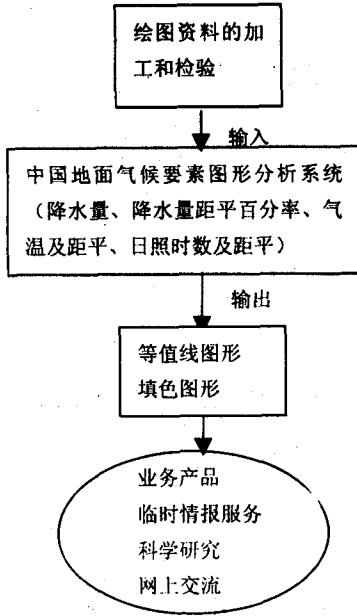 绘图资料的加
工和检验
输入
中国地面气候要素图形分析系统
（降水量、降水量距平百分率、气
温及距平、日照时数及距平）
输出
等值线图形
填色图形
业务产品
临时情报服务
科学研究
网上交流